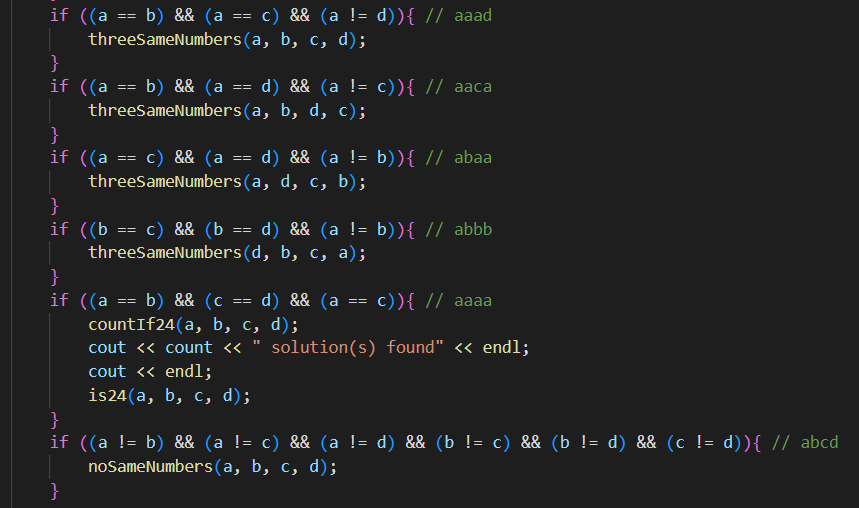 if ((a == b) && (a == c) && (a != d)){ // aaad
threeSameNumbers(a, b, c, d);
}
if ((a == b) && (a == d) && (a != c)){ // aaca
threeSameNumbers(a, b, d, c);
}
if ((a == c) && (a == d) && (a != b)){ // abaa
threeSameNumbers(a, d, c, b);
}
if ((b == c) && (b == d) && (a != b)){ // abbb
threeSameNumbers(d, b, c, a);
}
if ((a == b) && (c == d) && (a == c)){ // aaaa
countIf24(a, b, c, d);
cout << count << " solution(s) found" << endl;
cout << endl;
is24(a, b, c, d);
}
if ((a != b) && (a != c) && (a != d) && (b != c) && (b != d) && (c != d)){ // abcd
noSameNumbers(a, b, c, d);
}